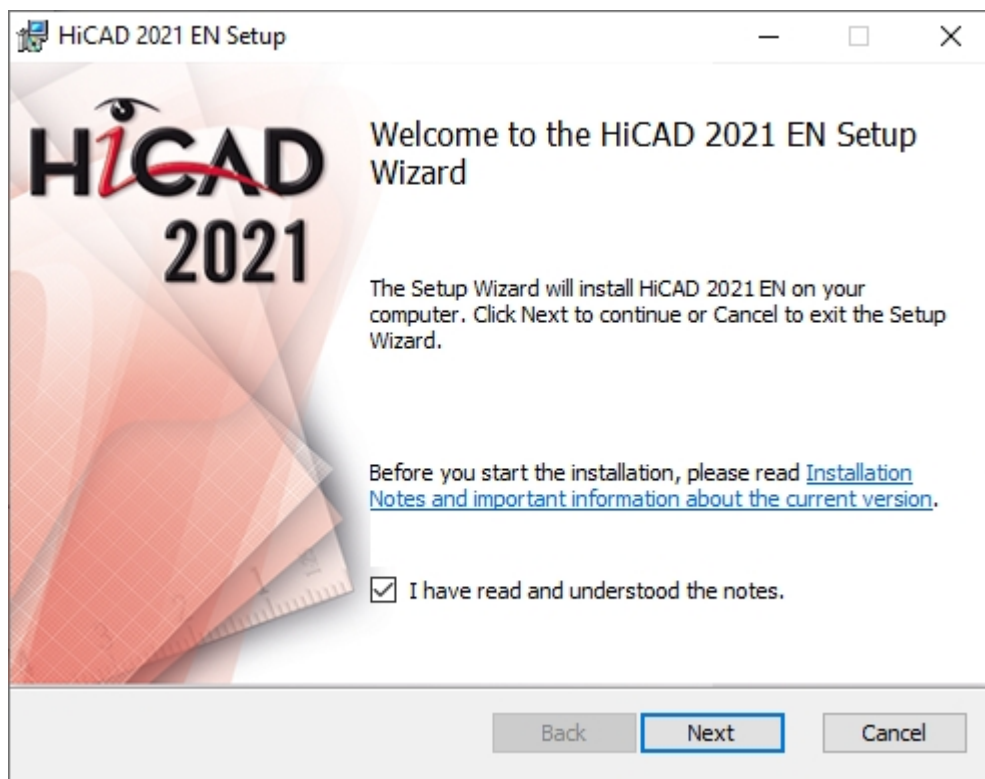 HiCAD 2021 EN Setup
HiCAD
2021
Welcome to the HiCAD 2021 EN Setup
Wizard
The Setup Wizard will install HiCAD 2021 EN on your
computer. Click Next to continue or Cancel to exit the Setup
Wizard.
Before you start the installation, please read Installation
Notes and important information about the current version.
I have read and understood the notes.
Back
Next
Cancel